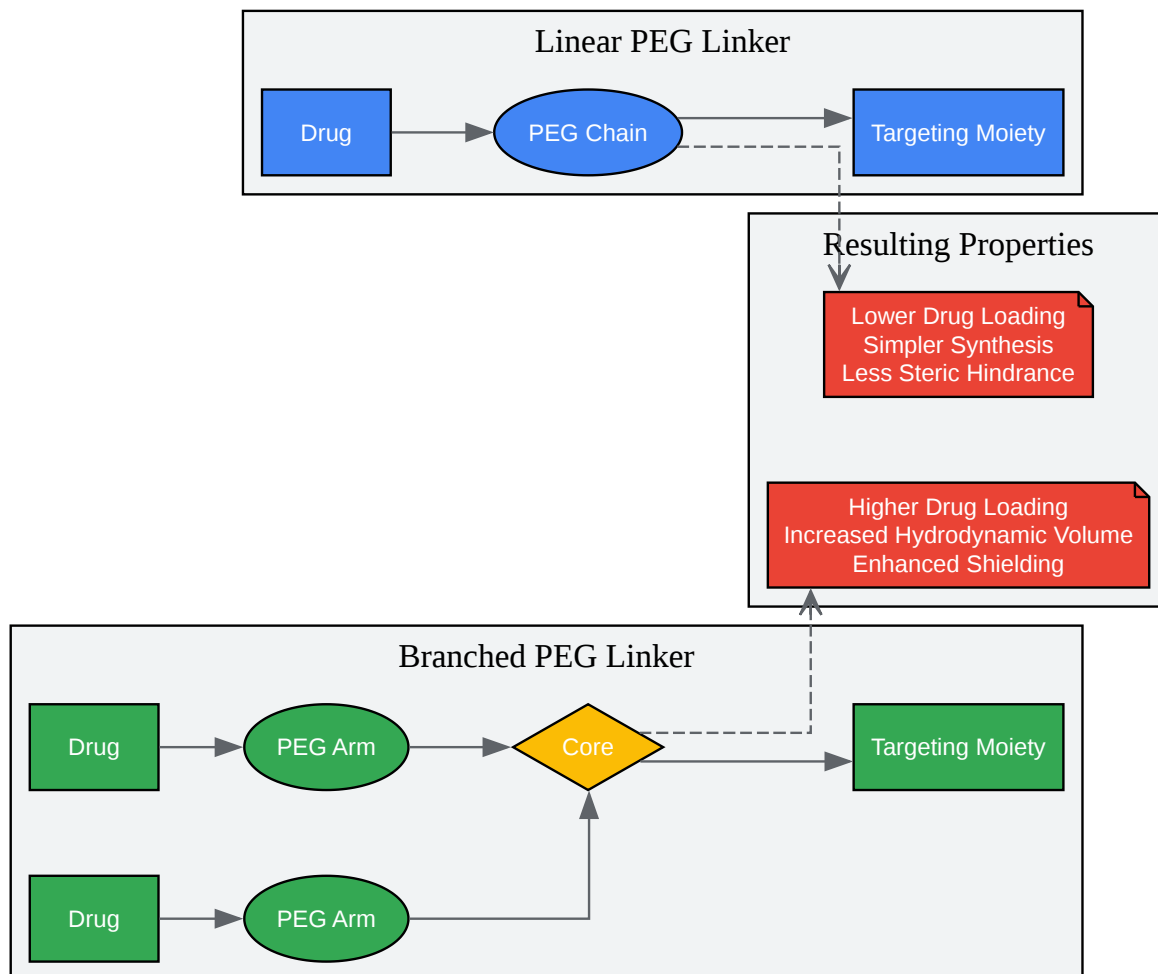 Linear PEG Linker
Drug
PEG Chain
Targeting Moiety
Resulting Properties
Lower Drug Loading
Simpler Synthesis
Less Steric Hindrance
Higher Drug Loading
Increased Hydrodynamic Volume
Enhanced Shielding
Branched PEG Linker
Drug
PEG Arm
Core
Targeting Moiety
Drug
PEG Arm